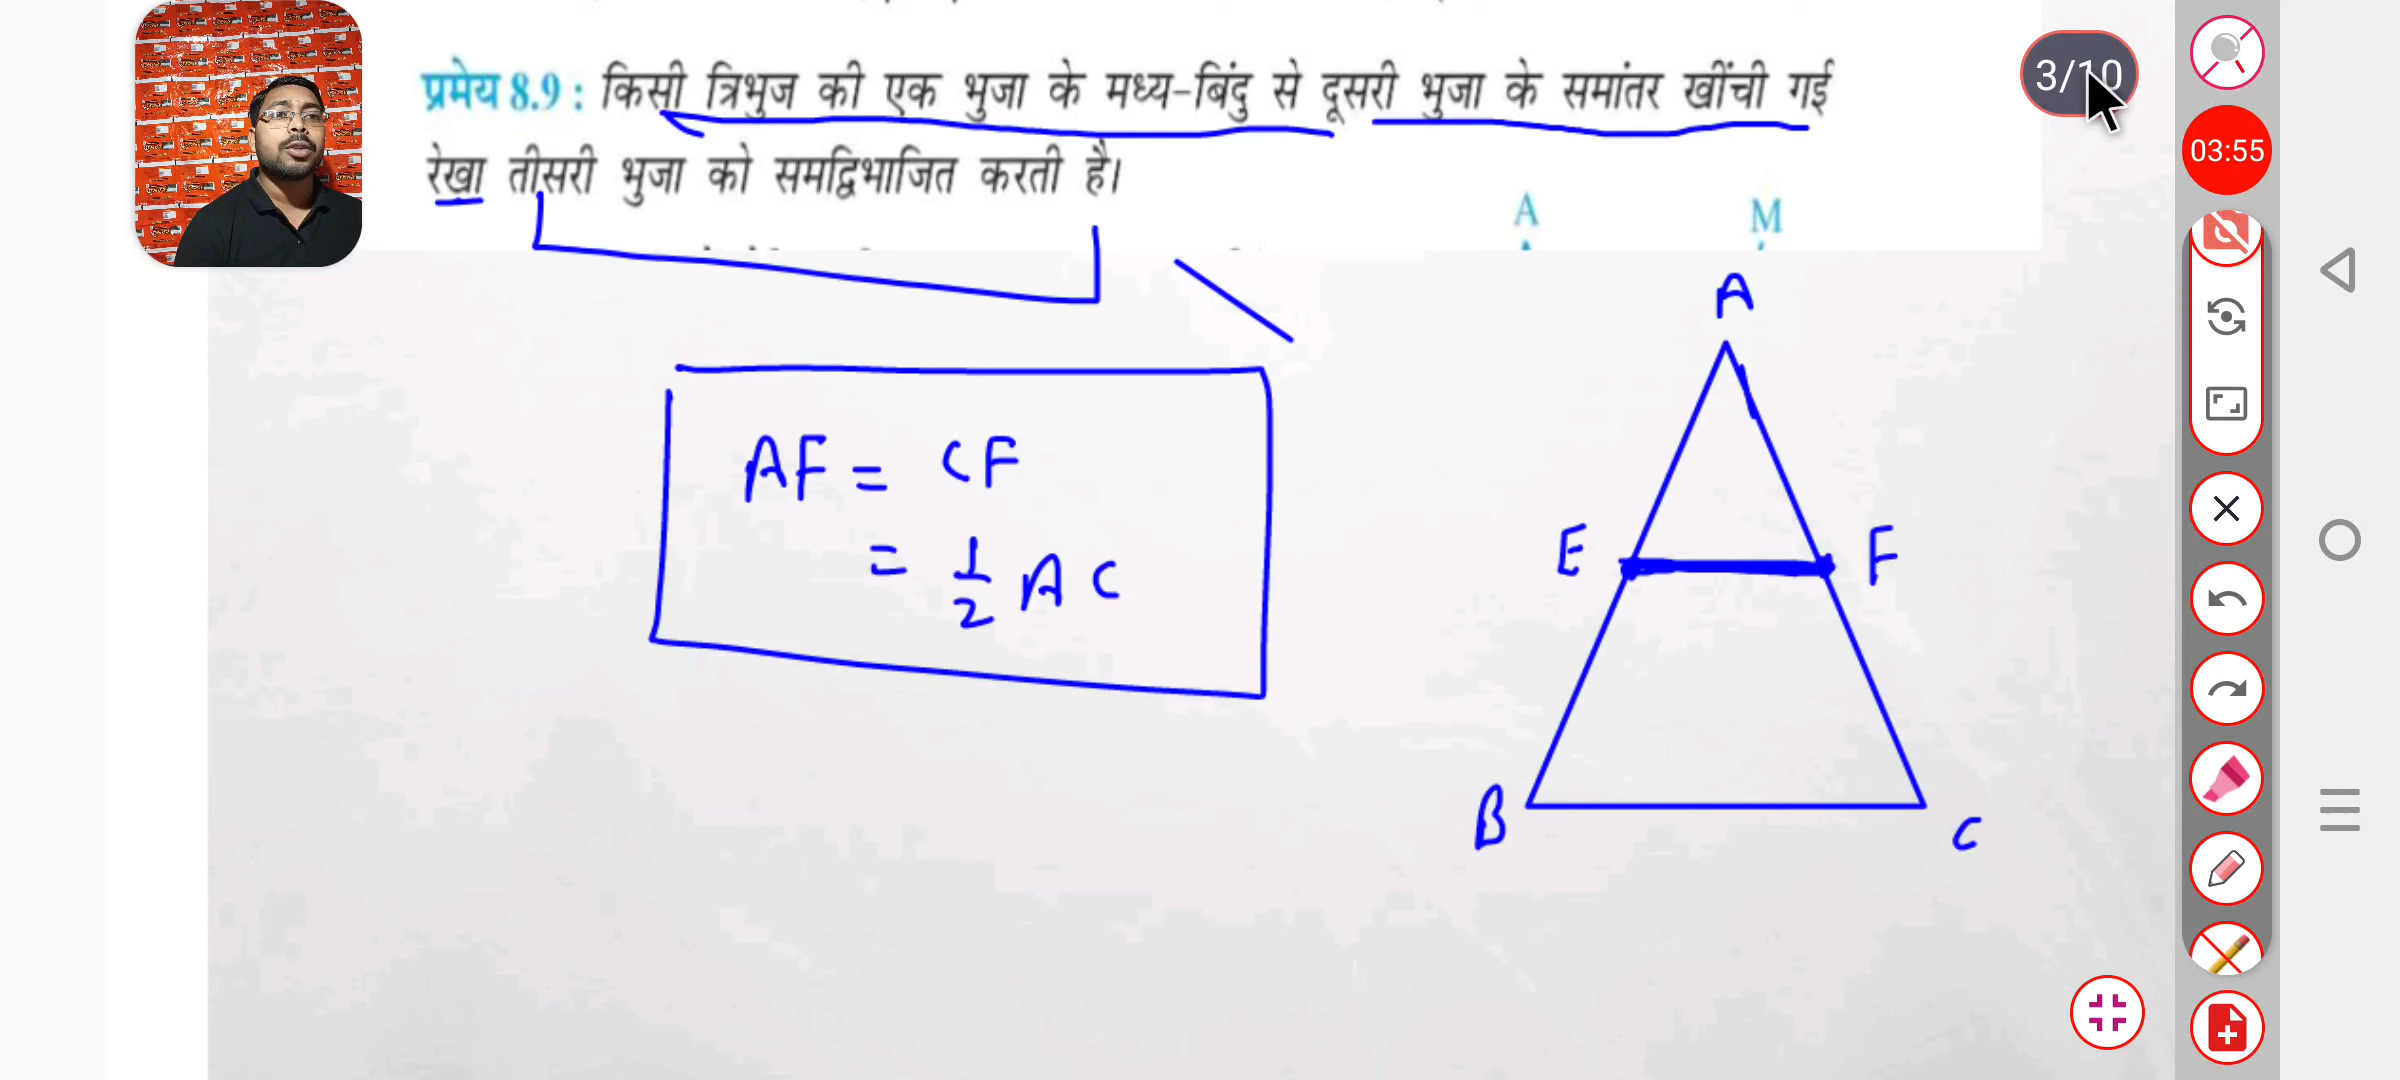 प्रमेय 8.9 : किसी त्रिभुज की एक भुजा के मध्य-बिंदु से दूसरी भुजा के समांतर खींची गई
रेखा तीसरी भुजा को समद्विभाजित करती है।
3/10
03:55
A M
A
AF = CF
= 1/2 AC
E F
B C